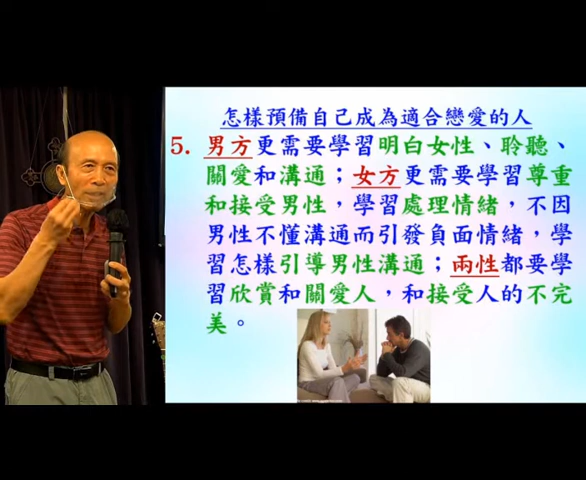 怎樣預備自己成為適合戀愛的人
5. 男方更需要學習明白女性、聆聽、
關愛和溝通；女方更需要學習尊重
和接受男性，學習處理情緒，不因
男性不懂溝通而引發負面情緒，學
習怎樣引導男性溝通；兩性都要學
習欣賞和關愛人，和接受人的不完
美。